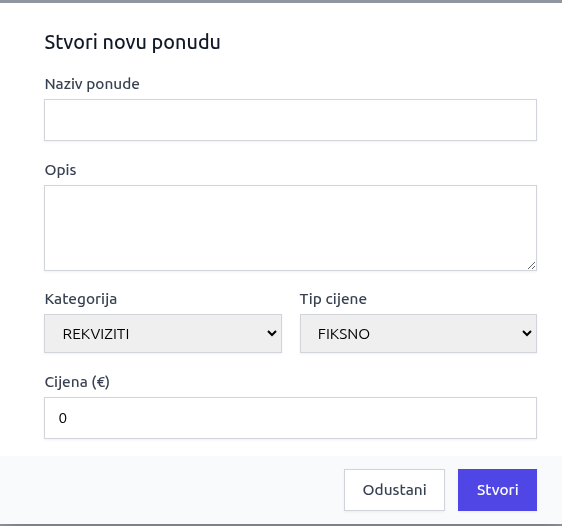 Stvori novu ponudu
Naziv ponude
Opis
Kategorija Tip cijene
REKVIZITI FIKSNO
Cijena (€)
0
Odustani Stvori